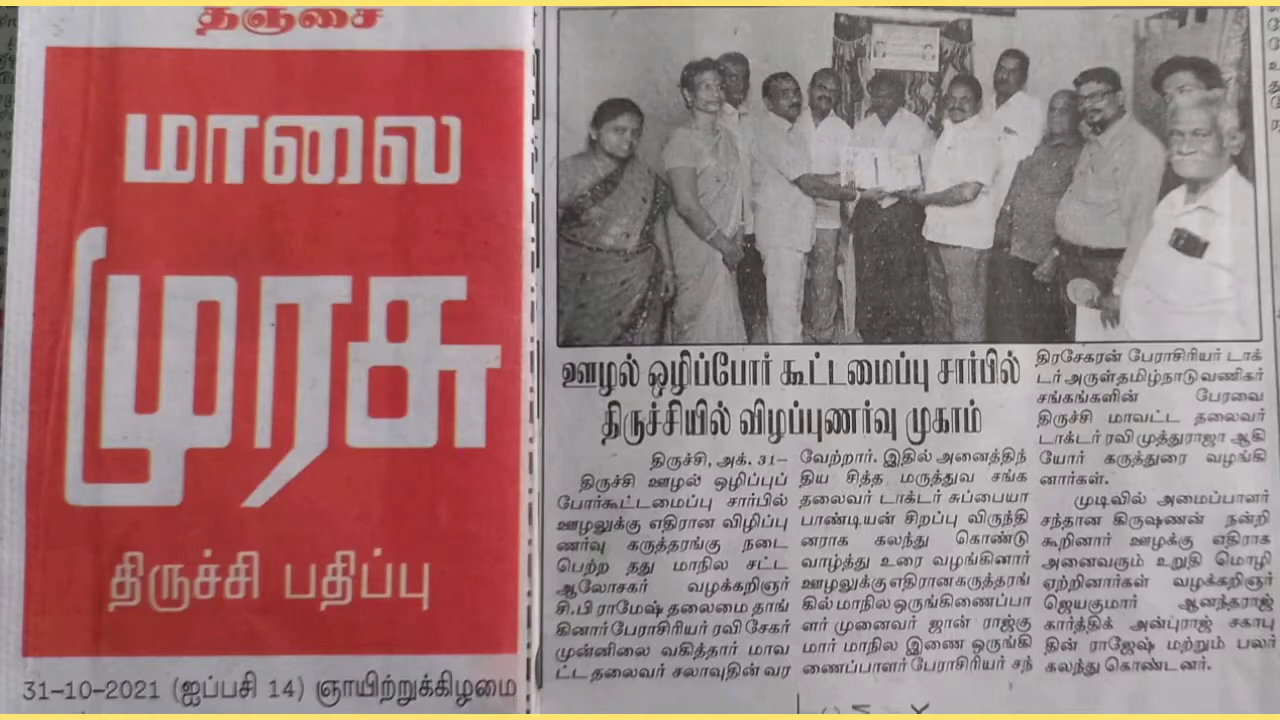 தஞ்சை
மாலை
முரசு
திருச்சி பதிப்பு
31-10-2021 (ஐப்பசி 14) ஞாயிற்றுக்கிழமை
ஊழல் ஒழிப்போர் கூட்டமைப்பு சார்பில்
திருச்சியில் விழப்புணர்வு முகாம்
திருச்சி, அக். 31–
திருச்சி ஊழல் ஒழிப்புப்
போர்கூட்டமைப்பு சார்பில்
ஊழலுக்கு எதிரான விழிப்பு
ணர்வு கருத்தரங்கு நடை
பெற்ற தது மாநில சட்ட
ஆலோசகர் வழக்கறிஞர்
சி.பி ராமேஷ் தலைமை தாங்
கினார் பேராசிரியர் ரவி சேகர்
முன்னிலை வகித்தார் மாவ
ட்ட தலைவர் சலாவுதின் வர
வேற்றார். இதில் அனைத்திந்
திய சித்த மருத்துவ சங்க
தலைவர் டாக்டர் சுப்பையா
பாண்டியன் சிறப்பு விருந்தி
னராக கலந்து கொண்டு
வாழ்த்து உரை வழங்கினார்
ஊழலுக்கு எதிரான கருத்தரங்
கில் மாநில ஒருங்கிணைப்பா
ளர் முனைவர் ஜான் ராஜ்கு
மார் மாநில இணை ஒருங்கி
ணைப்பாளர் பேராசிரியர் சந்
திரசேகரன் பேராசிரியர் டாக்
டர் அருள் தமிழ்நாடு வணிகர்
சங்கங்களின் பேரவை
திருச்சி மாவட்ட தலைவர்
டாக்டர் ரவி முத்துராஜா ஆகி
யோர் கருத்துரை வழங்கி
னார்கள்.
முடிவில் அமைப்பாளர்
சந்தான கிருஷணன் நன்றி
கூறினார் ஊழக்கு எதிராக
அனைவரும் உறுதி மொழி
ஏற்றினார்கள் வழக்கறிஞர்
ஜெயகுமார் ஆனந்தராஜ்
கார்த்திக் அன்புராஜ் சகாபு
தின் ராஜேஷ் மற்றும் பலர்
கலந்து கொண்டனர்.